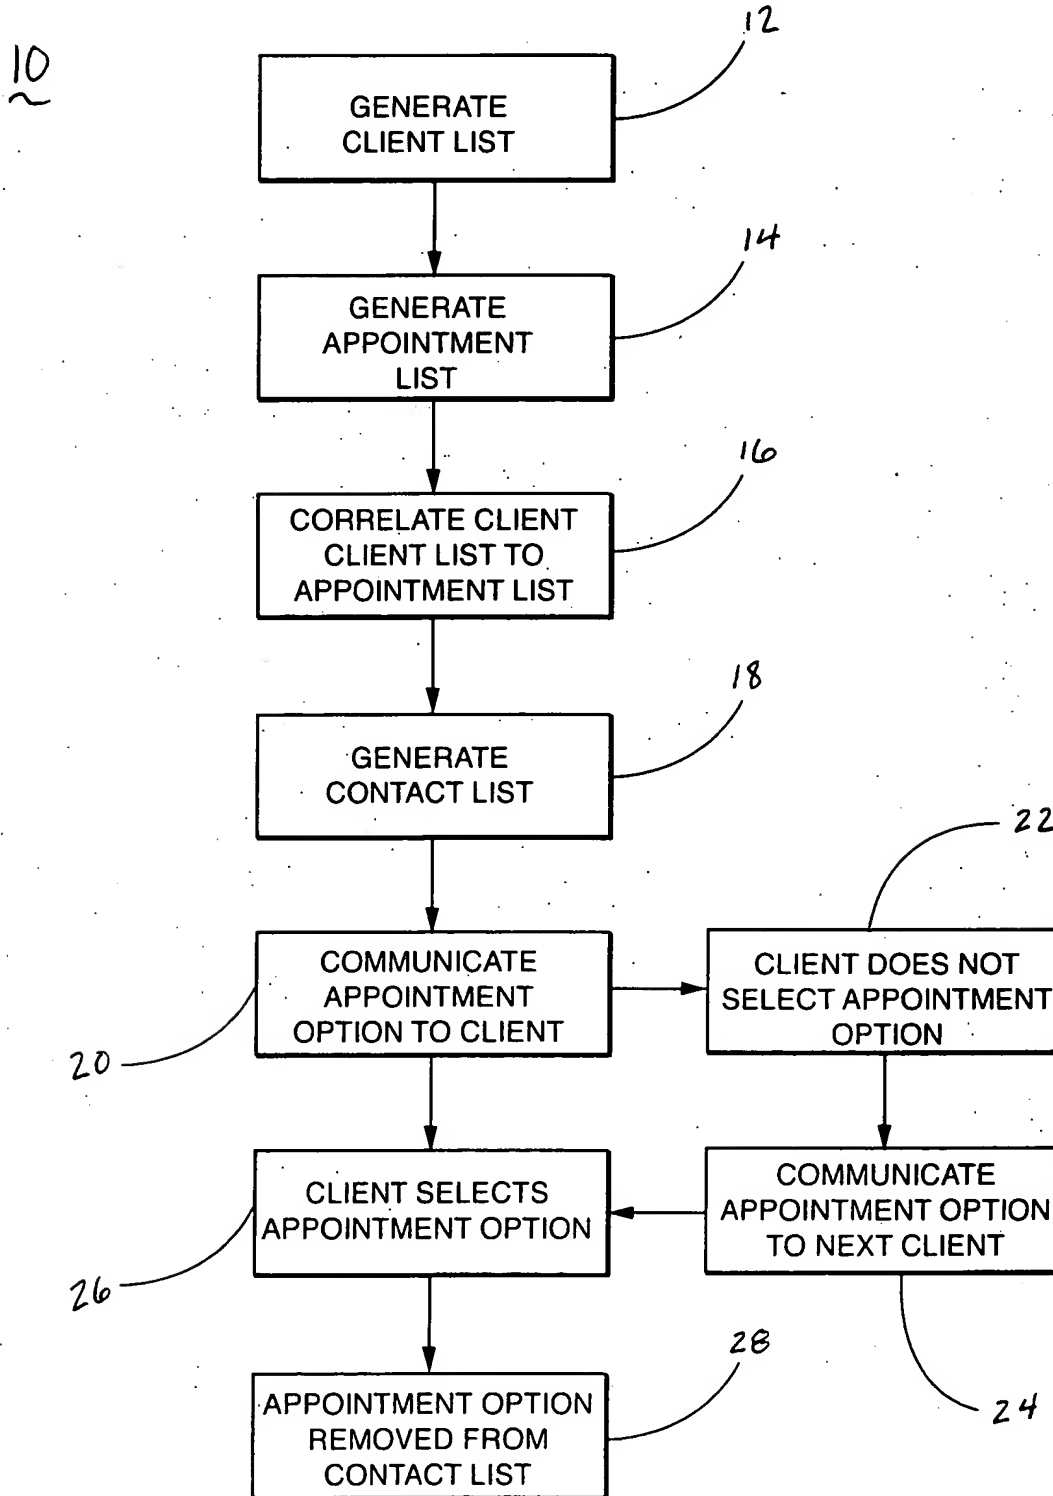 10
12
GENERATE
CLIENT LIST
14
GENERATE
APPOINTMENT
LIST
16
CORRELATE CLIENT
CLIENT LIST TO
APPOINTMENT LIST
18
GENERATE
CONTACT LIST
20
COMMUNICATE
APPOINTMENT
OPTION TO CLIENT
22
CLIENT DOES NOT
SELECT APPOINTMENT
OPTION
24
COMMUNICATE
APPOINTMENT OPTION
TO NEXT CLIENT
26
CLIENT SELECTS
APPOINTMENT OPTION
28
APPOINTMENT OPTION
REMOVED FROM
CONTACT LIST